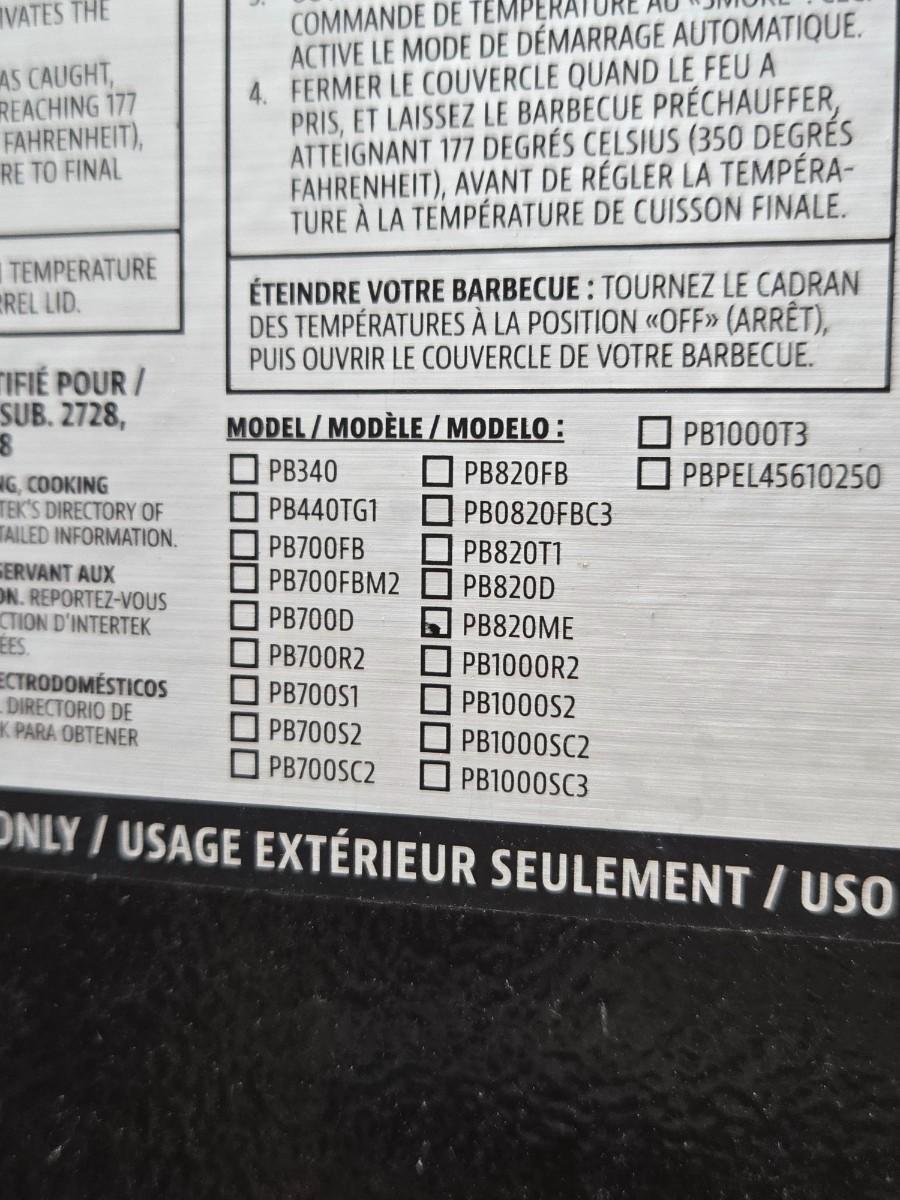 IVATES THE
AS CAUGHT,
REACHING 177
FAHRENHEIT),
RE TO FINAL
TEMPERATURE
RREL LID.
TIFIÉ POUR /
SUB. 2728,
8
NG, COOKING
TEK'S DIRECTORY OF
TAILED INFORMATION.
SERVANT AUX
ON. REPORTEZ-VOUS
CTION D'INTERTEK
ÉES.
ECTRODOMÉSTICOS
DIRECTORIO DE
K PARA OBTENER
COMMANDE DE TEMPÉRATURE AU «SMOKE».
ACTIVE LE MODE DE DÉMARRAGE AUTOMATIQUE.
4. FERMER LE COUVERCLE QUAND LE FEU A
PRIS, ET LAISSEZ LE BARBECUE PRÉCHAUFFER,
ATTEIGNANT 177 DEGRÉS CELSIUS (350 DEGRÉS
FAHRENHEIT), AVANT DE RÉGLER LA TEMPÉRA-
TURE À LA TEMPÉRATURE DE CUISSON FINALE.
ÉTEINDRE VOTRE BARBECUE : TOURNEZ LE CADRAN
DES TEMPÉRATURES À LA POSITION «OFF» (ARRÊT),
PUIS OUVRIR LE COUVERCLE DE VOTRE BARBECUE.
MODEL / MODÈLE / MODELO :
PB340
PB440TG1
PB700FB
PB700FBM2
PB700D
PB700R2
PB700S1
PB700S2
PB700SC2
PB820FB
PB0820FBC3
PB820T1
PB820D
PB820ME
PB1000R2
PB1000S2
PB1000SC2
PB1000SC3
PB1000T3
PBPEL45610250
ONLY / USAGE EXTÉRIEUR SEULEMENT / USO